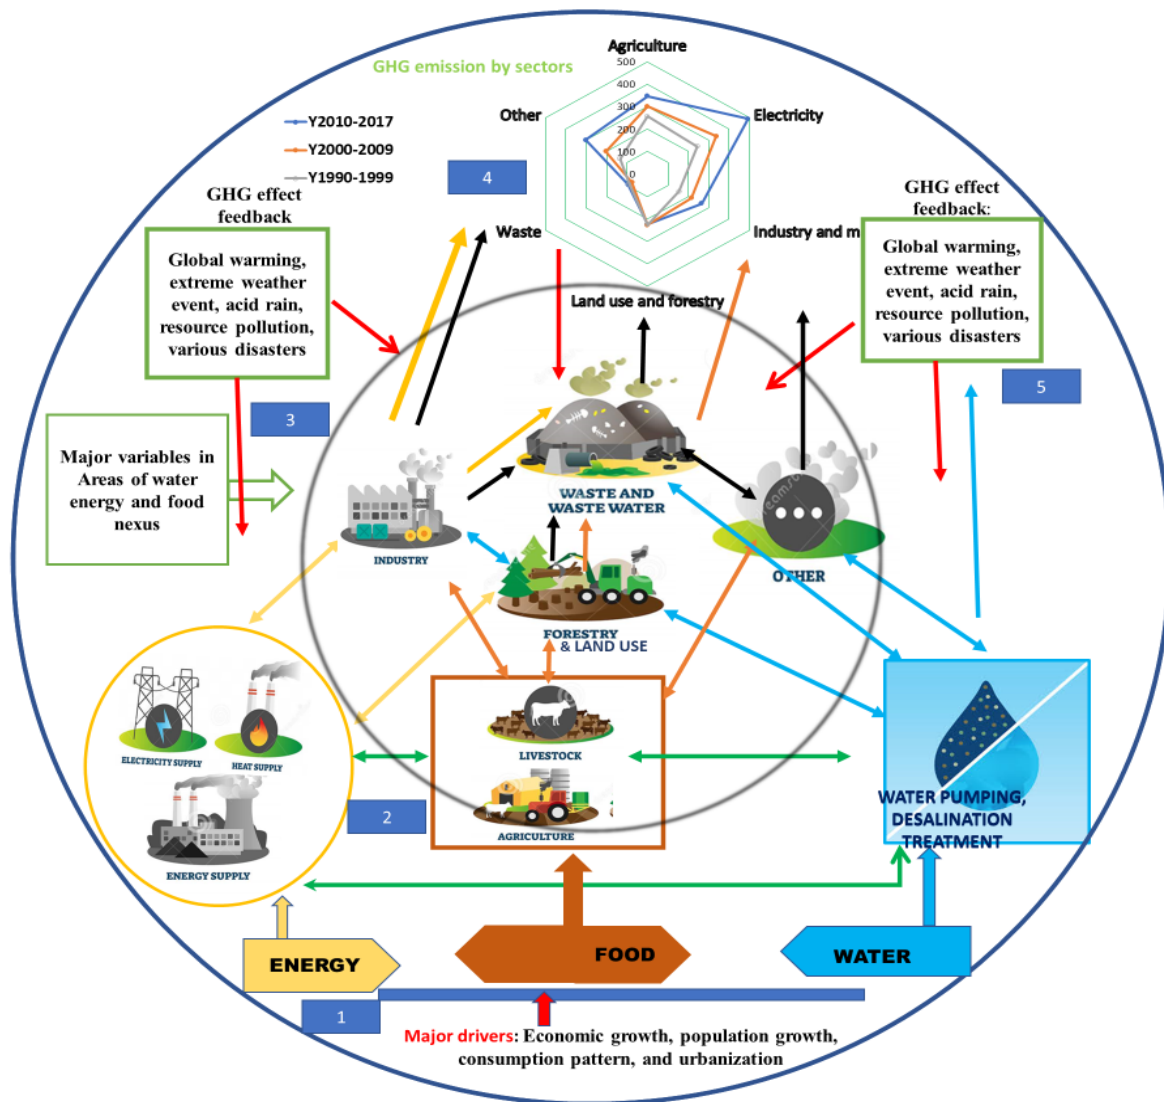 Agriculture
GHG emission by sectors
500
400
300
200
100
0
Other
Electricity
Y2010-2017
Y2000-2009
Y1990-1999
4
GHG effect
feedback
GHG effect
feedback:
Waste
Industry and m
Land use and forestry
Global warming,
extreme weather
event, acid rain,
resource pollution,
various disasters
Global warming,
extreme weather
event, acid rain,
resource pollution,
various disasters
5
3
Major variables in
Areas of water
energy and food
nexus
WASTE AND
WASTE WATER
INDUSTRY
OTHER
FORESTRY
& LAND USE
ELECTRICITY SUPPLY
HEAT SUPPLY
ENERGY SUPPLY
LIVESTOCK
AGRICULTURE
2
WATER PUMPING,
DESALINATION
TREATMENT
ENERGY
FOOD
WATER
1
Major drivers: Economic growth, population growth,
consumption pattern, and urbanization